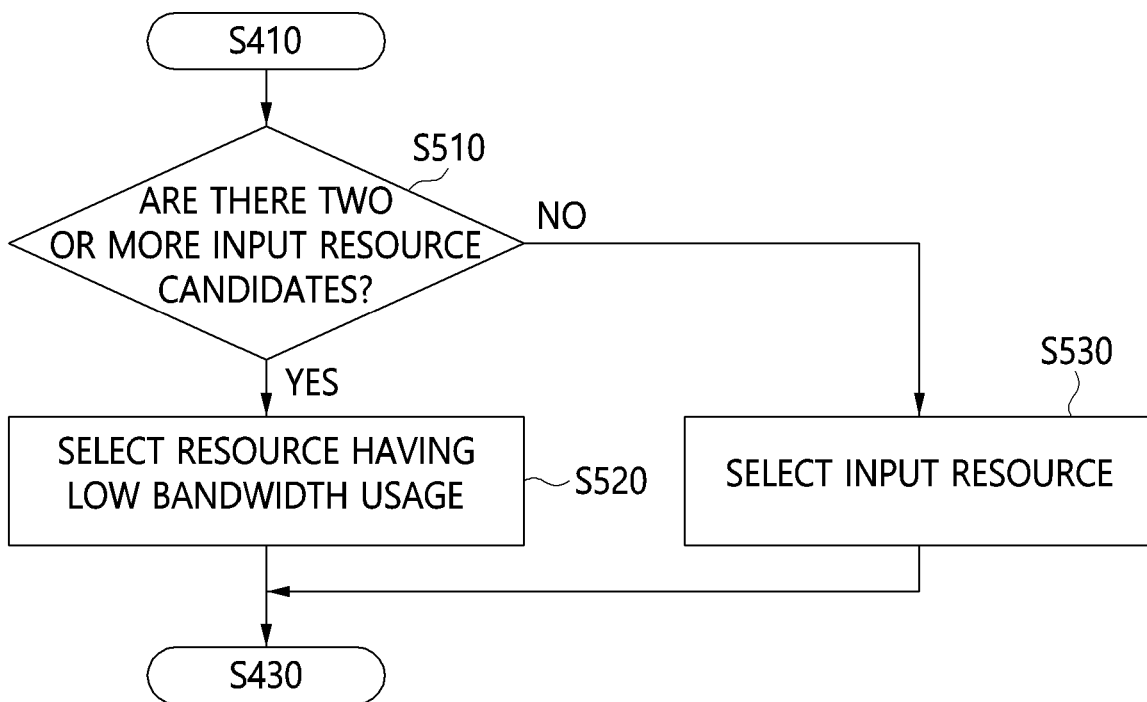 S410
S510
ARE THERE TWO
OR MORE INPUT RESOURCE
CANDIDATES?
NO
YES
S530
SELECT RESOURCE HAVING
LOW BANDWIDTH USAGE
S520
SELECT INPUT RESOURCE
S430